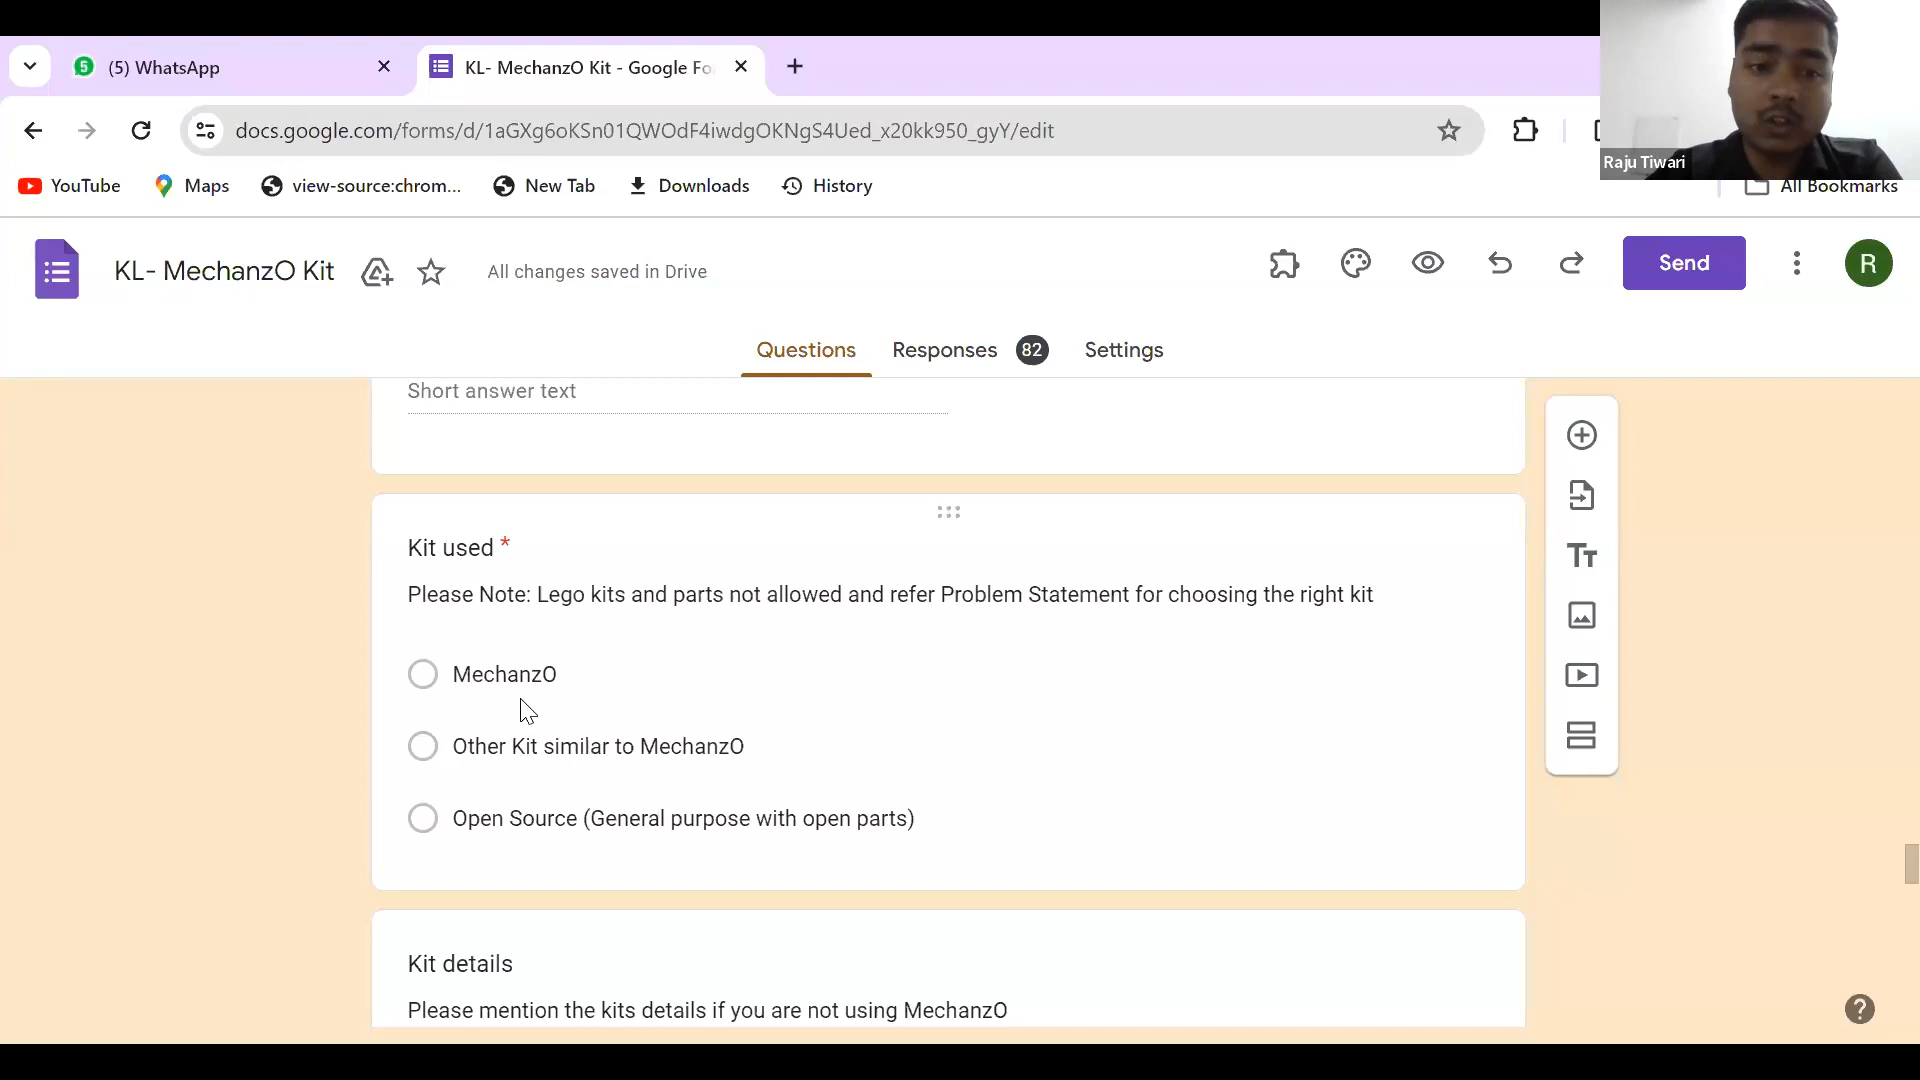 5
(5) WhatsApp
KL- MechanzO Kit - Google Fo
docs.google.com/forms/d/1aGXg6oKSn01QWOdF4iwdgOKNgS4Ued_x20kk950_gyY/edit
Raju Tiwari
YouTube
Maps
view-source:chrom...
New Tab
Downloads
History
All Bookmarks
KL- MechanzO Kit
All changes saved in Drive
Send
R
Questions
Responses 82
Settings
Short answer text
Kit used *
Please Note: Lego kits and parts not allowed and refer Problem Statement for choosing the right kit
MechanzO
Other Kit similar to MechanzO
Open Source (General purpose with open parts)
Kit details
Please mention the kits details if you are not using MechanzO